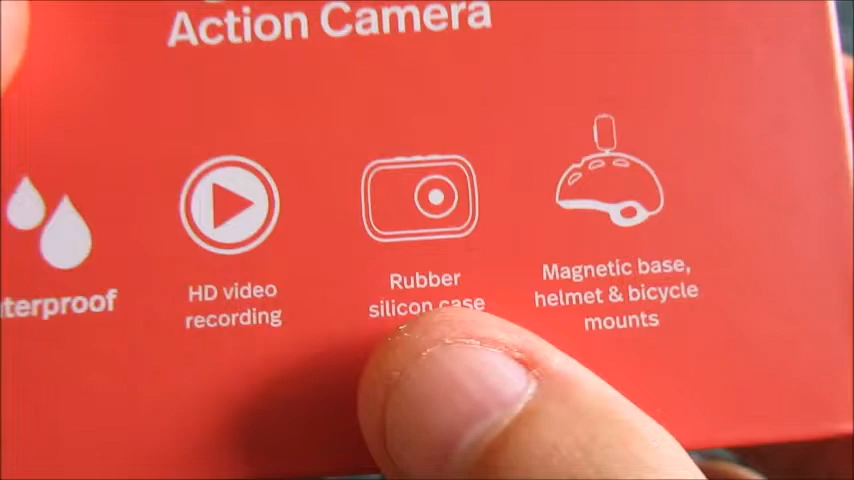 Action Camera
terproof
HD video
recording
Rubber
silicon case
Magnetic base,
helmet & bicycle
mounts